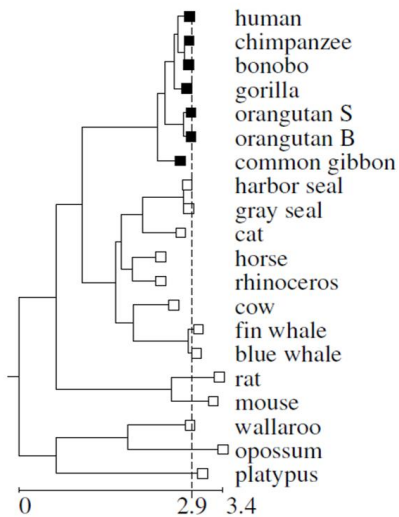 human
chimpanzee
bonobo
gorilla
orangutan S
orangutan B
common gibbon
harbor seal
gray seal
cat
horse
rhinoceros
cow
fin whale
blue whale
rat
mouse
wallaroo
opossum
platypus
0 2.9 3.4